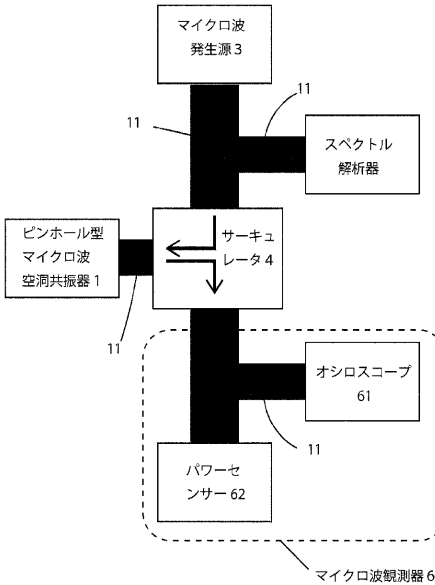 マイクロ波
発生源3
11
11
スペクトル
解析器
ピンホール型
マイクロ波
空洞共振器1
サーキュ
レータ4
11
オシロスコープ
61
11
パワーセ
ンサー62
マイクロ波観測器6